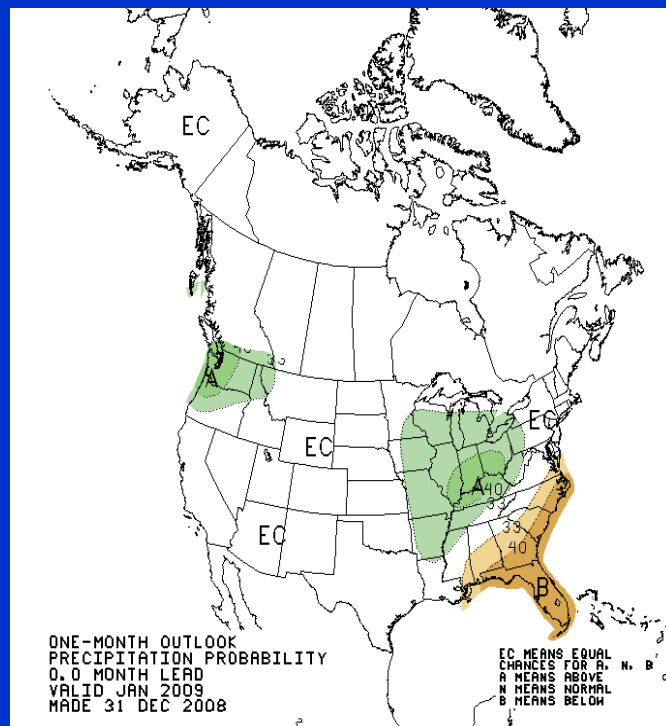 EC
33
A
EC
EC
A 40
33
33
40
EC
B
ONE-MONTH OUTLOOK
PRECIPITATION PROBABILITY
0.0 MONTH LEAD
VALID JAN 2009
MADE 31 DEC 2008
EC MEANS EQUAL
CHANCES FOR A, N, B
A MEANS ABOVE
N MEANS NORMAL
B MEANS BELOW